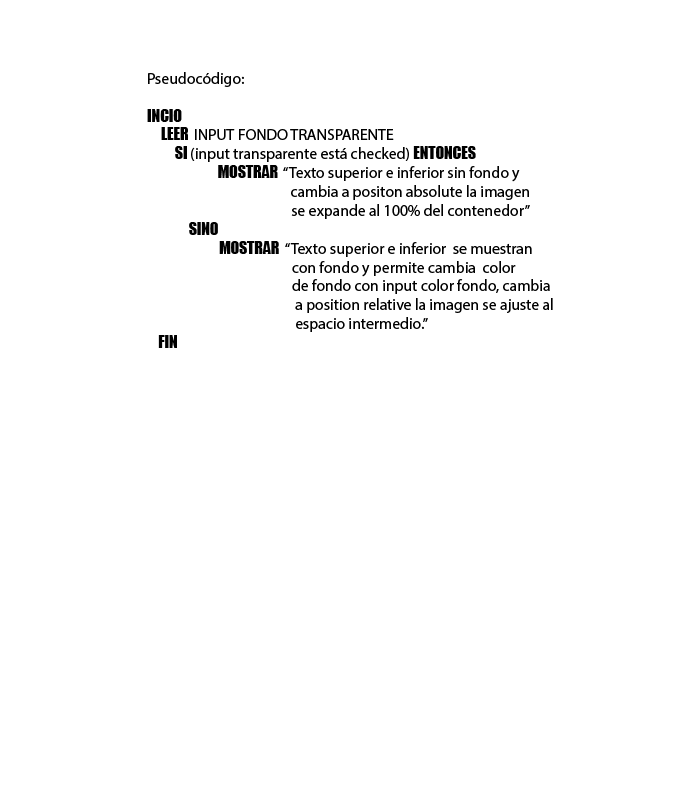 Pseudocódigo:
INCIO
LEER INPUT FONDO TRANSPARENTE
SI (input transparente está checked) ENTONCES
MOSTRAR “Texto superior e inferior sin fondo y
cambia a positon absolute la imagen
se expande al 100% del contenedor”
SINO
MOSTRAR “Texto superior e inferior se muestran
con fondo y permite cambia color
de fondo con input color fondo, cambia
a position relative la imagen se ajuste al
espacio intermedio.”
FIN